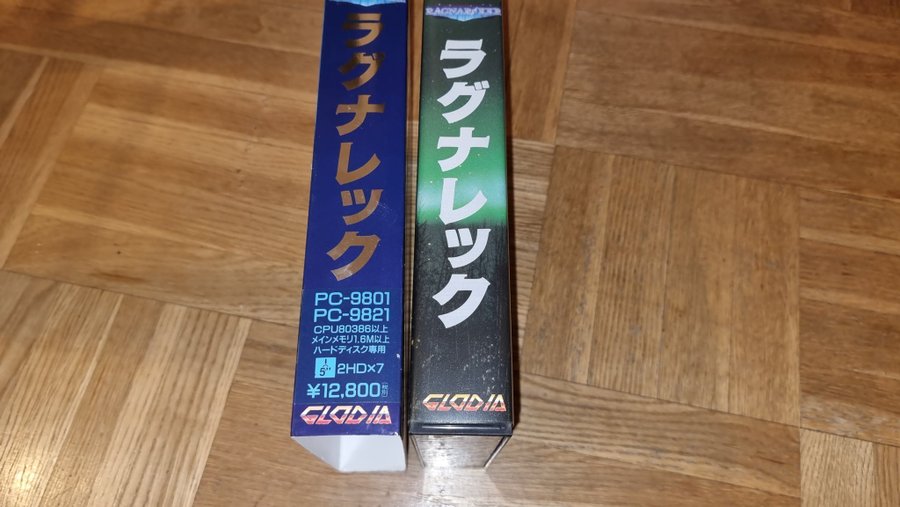 ラグナレック
PC-9801
PC-9821
CPU80386以上
メインメモリ1.6M以上
ハードディスク専用
5" 2HD×7
¥12,800
GLODIA
ラグナレック
GLODIA